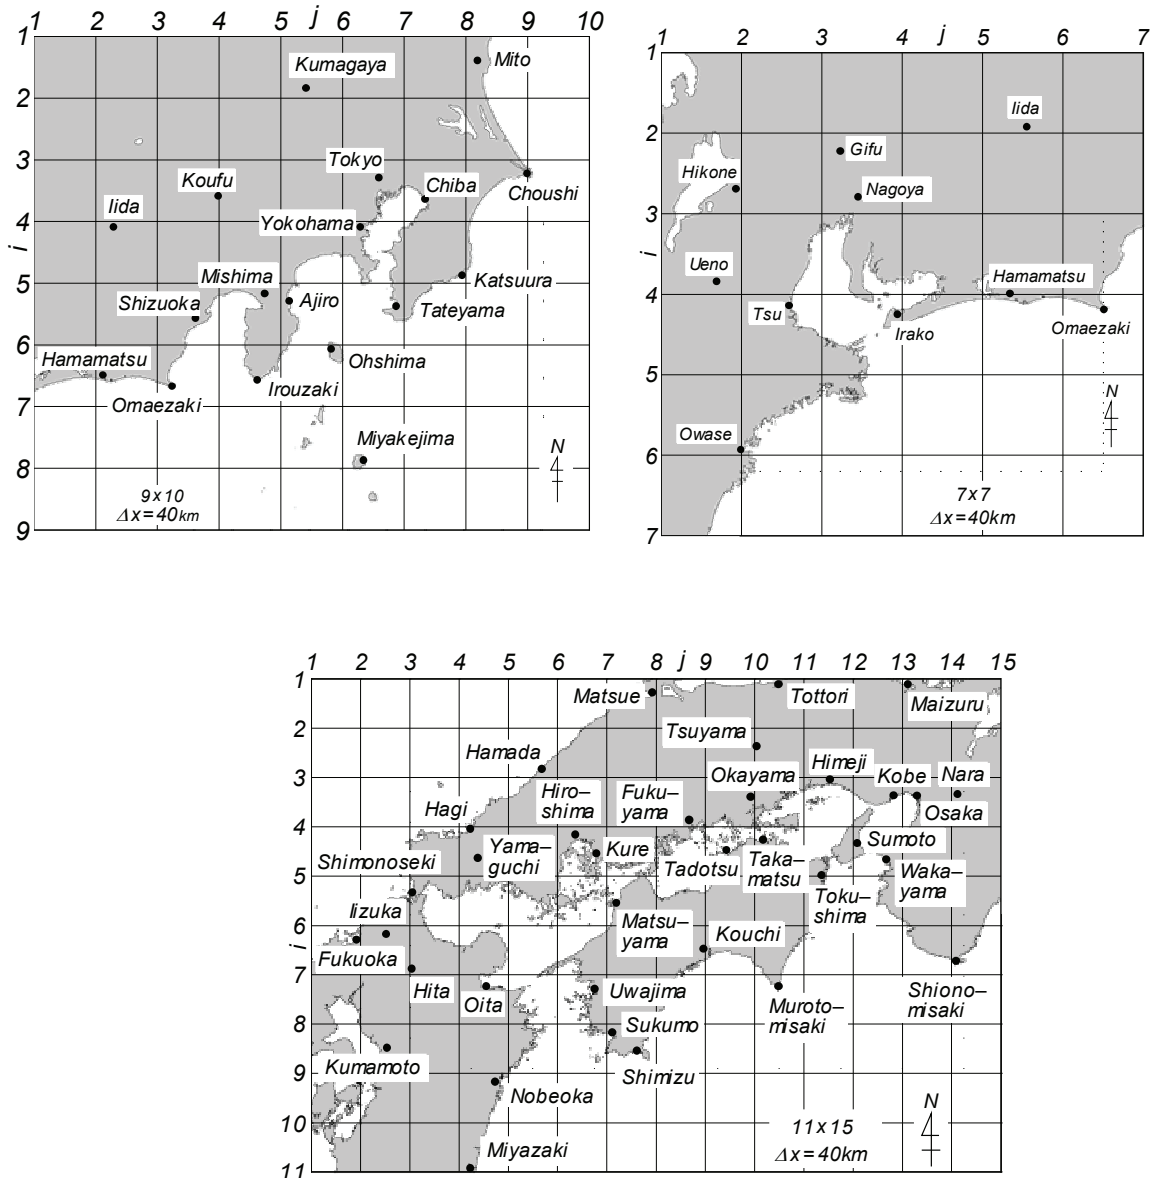 1 2 3 4 5 j 6 7 8 9 10
1
2
3
4
i
5
6
7
8
9
Mito
Kumagaya
Tokyo
Koufu
Chiba
Choushi
Iida
Yokohama
Mishima
Katsuura
Shizuoka
Ajiro
Tateyama
Hamamatsu
Ohshima
Irouzaki
Omaezaki
Miyakejima
N
9x10
Δx=40km
1 2 3 4 j 5 6 7
1
2
3
i
4
5
6
7
Iida
Gifu
Hikone
Nagoya
Ueno
Hamamatsu
Tsu
Irako
Omaezaki
N
Owase
7x7
Δx=40km
1 2 3 4 5 6 7 8 j 9 10 11 12 13 14 15
1
2
3
4
5
6
i
7
8
9
10
11
Matsue
Tottori
Maizuru
Tsuyama
Hamada
Himeji
Okayama
Kobe
Nara
Hiro–
shima
Fuku–
yama
Hagi
Osaka
Yama–
guchi
Kure
Sumoto
Shimonoseki
Tadotsu
Taka–
matsu
Waka–
yama
Toku–
shima
Iizuka
Matsu–
yama
Kouchi
Fukuoka
Hita
Oita
Uwajima
Muroto–
misaki
Shiono–
misaki
Sukumo
Kumamoto
Shimizu
Nobeoka
N
11x15
Δx=40km
Miyazaki